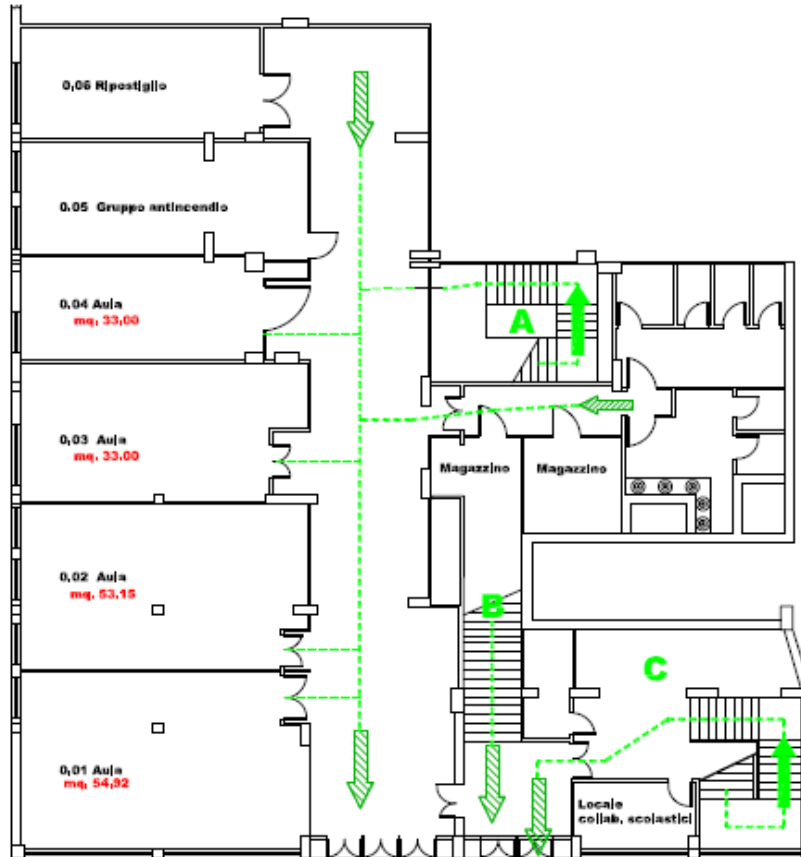 0,06 Ripostiglio
0.05 Gruppo antincendio
0.04 Aula
mq. 33,00
A
0,03 Aula
mq. 33.00
Magazzino
Magazzino
0,02 Aula
mq. 53,15
B
C
0,01 Aula
mq. 54,92
Locale
collab. scolastici